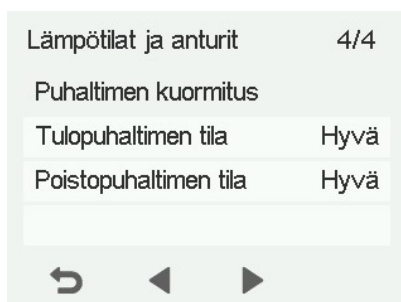 Lämpötilat ja anturit 4/4
Puhaltimen kuormitus
Tulopuhaltimen tila Hyvä
Poistopuhaltimen tila Hyvä